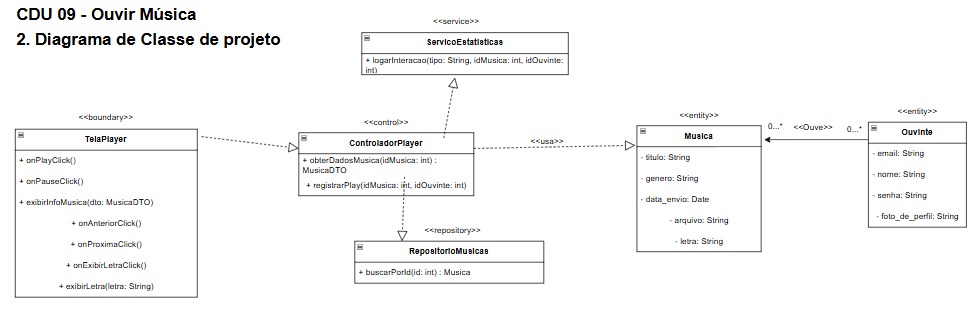 CDU 09 - Ouvir Música
2. Diagrama de Classe de projeto
<<service>>
ServicoEstatisticas
+ logarInteracao(tipo: String, idMusica: int, idOuvinte:
int)
<<boundary>>
TelaPlayer
+ onPlayClick()
+ onPauseClick()
+ exibirInfoMusica(dto: MusicaDTO)
+ onAnteriorClick()
+ onProximaClick()
+ onExibirLetraClick()
+ exibirLetra(letra: String)
<<control>>
ControladorPlayer
+ obterDadosMusica(idMusica: int) :
MusicaDTO
+ registrarPlay(idMusica: int, idOuvinte: int)
<<usa>>
<<repository>>
RepositorioMusicas
+ buscarPorId(id: int) : Musica
<<entity>>
Musica
- titulo: String
- genero: String
- data_envio: Date
- arquivo: String
- letra: String
0...*
<<Ouve>>
0...*
<<entity>>
Ouvinte
- email: String
- nome: String
- senha: String
- foto_de_perfil: String